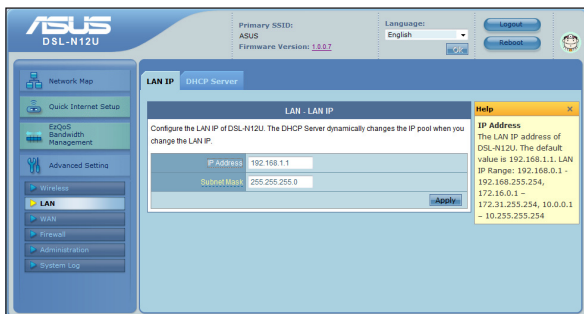 ASUS
DSL-N12U
Primary SSID:
ASUS
Firmware Version: 1.0.0.7
Language:
English
OK
Logout
Reboot
Network Map
Quick Internet Setup
EzQoS
Bandwidth
Management
Advanced Setting
Wireless
LAN
WAN
Firewall
Administration
System Log
LAN IP
DHCP Server
LAN - LAN IP
Configure the LAN IP of DSL-N12U. The DHCP Server dynamically changes the IP pool when you
change the LAN IP.
IP Address 192.168.1.1
Subnet Mask 255.255.255.0
Apply
Help ×
IP Address
The LAN IP address of
DSL-N12U. The default
value is 192.168.1.1. LAN
IP Range: 192.168.0.1 -
192.168.255.254,
172.16.0.1 –
172.31.255.254, 10.0.0.1
– 10.255.255.254